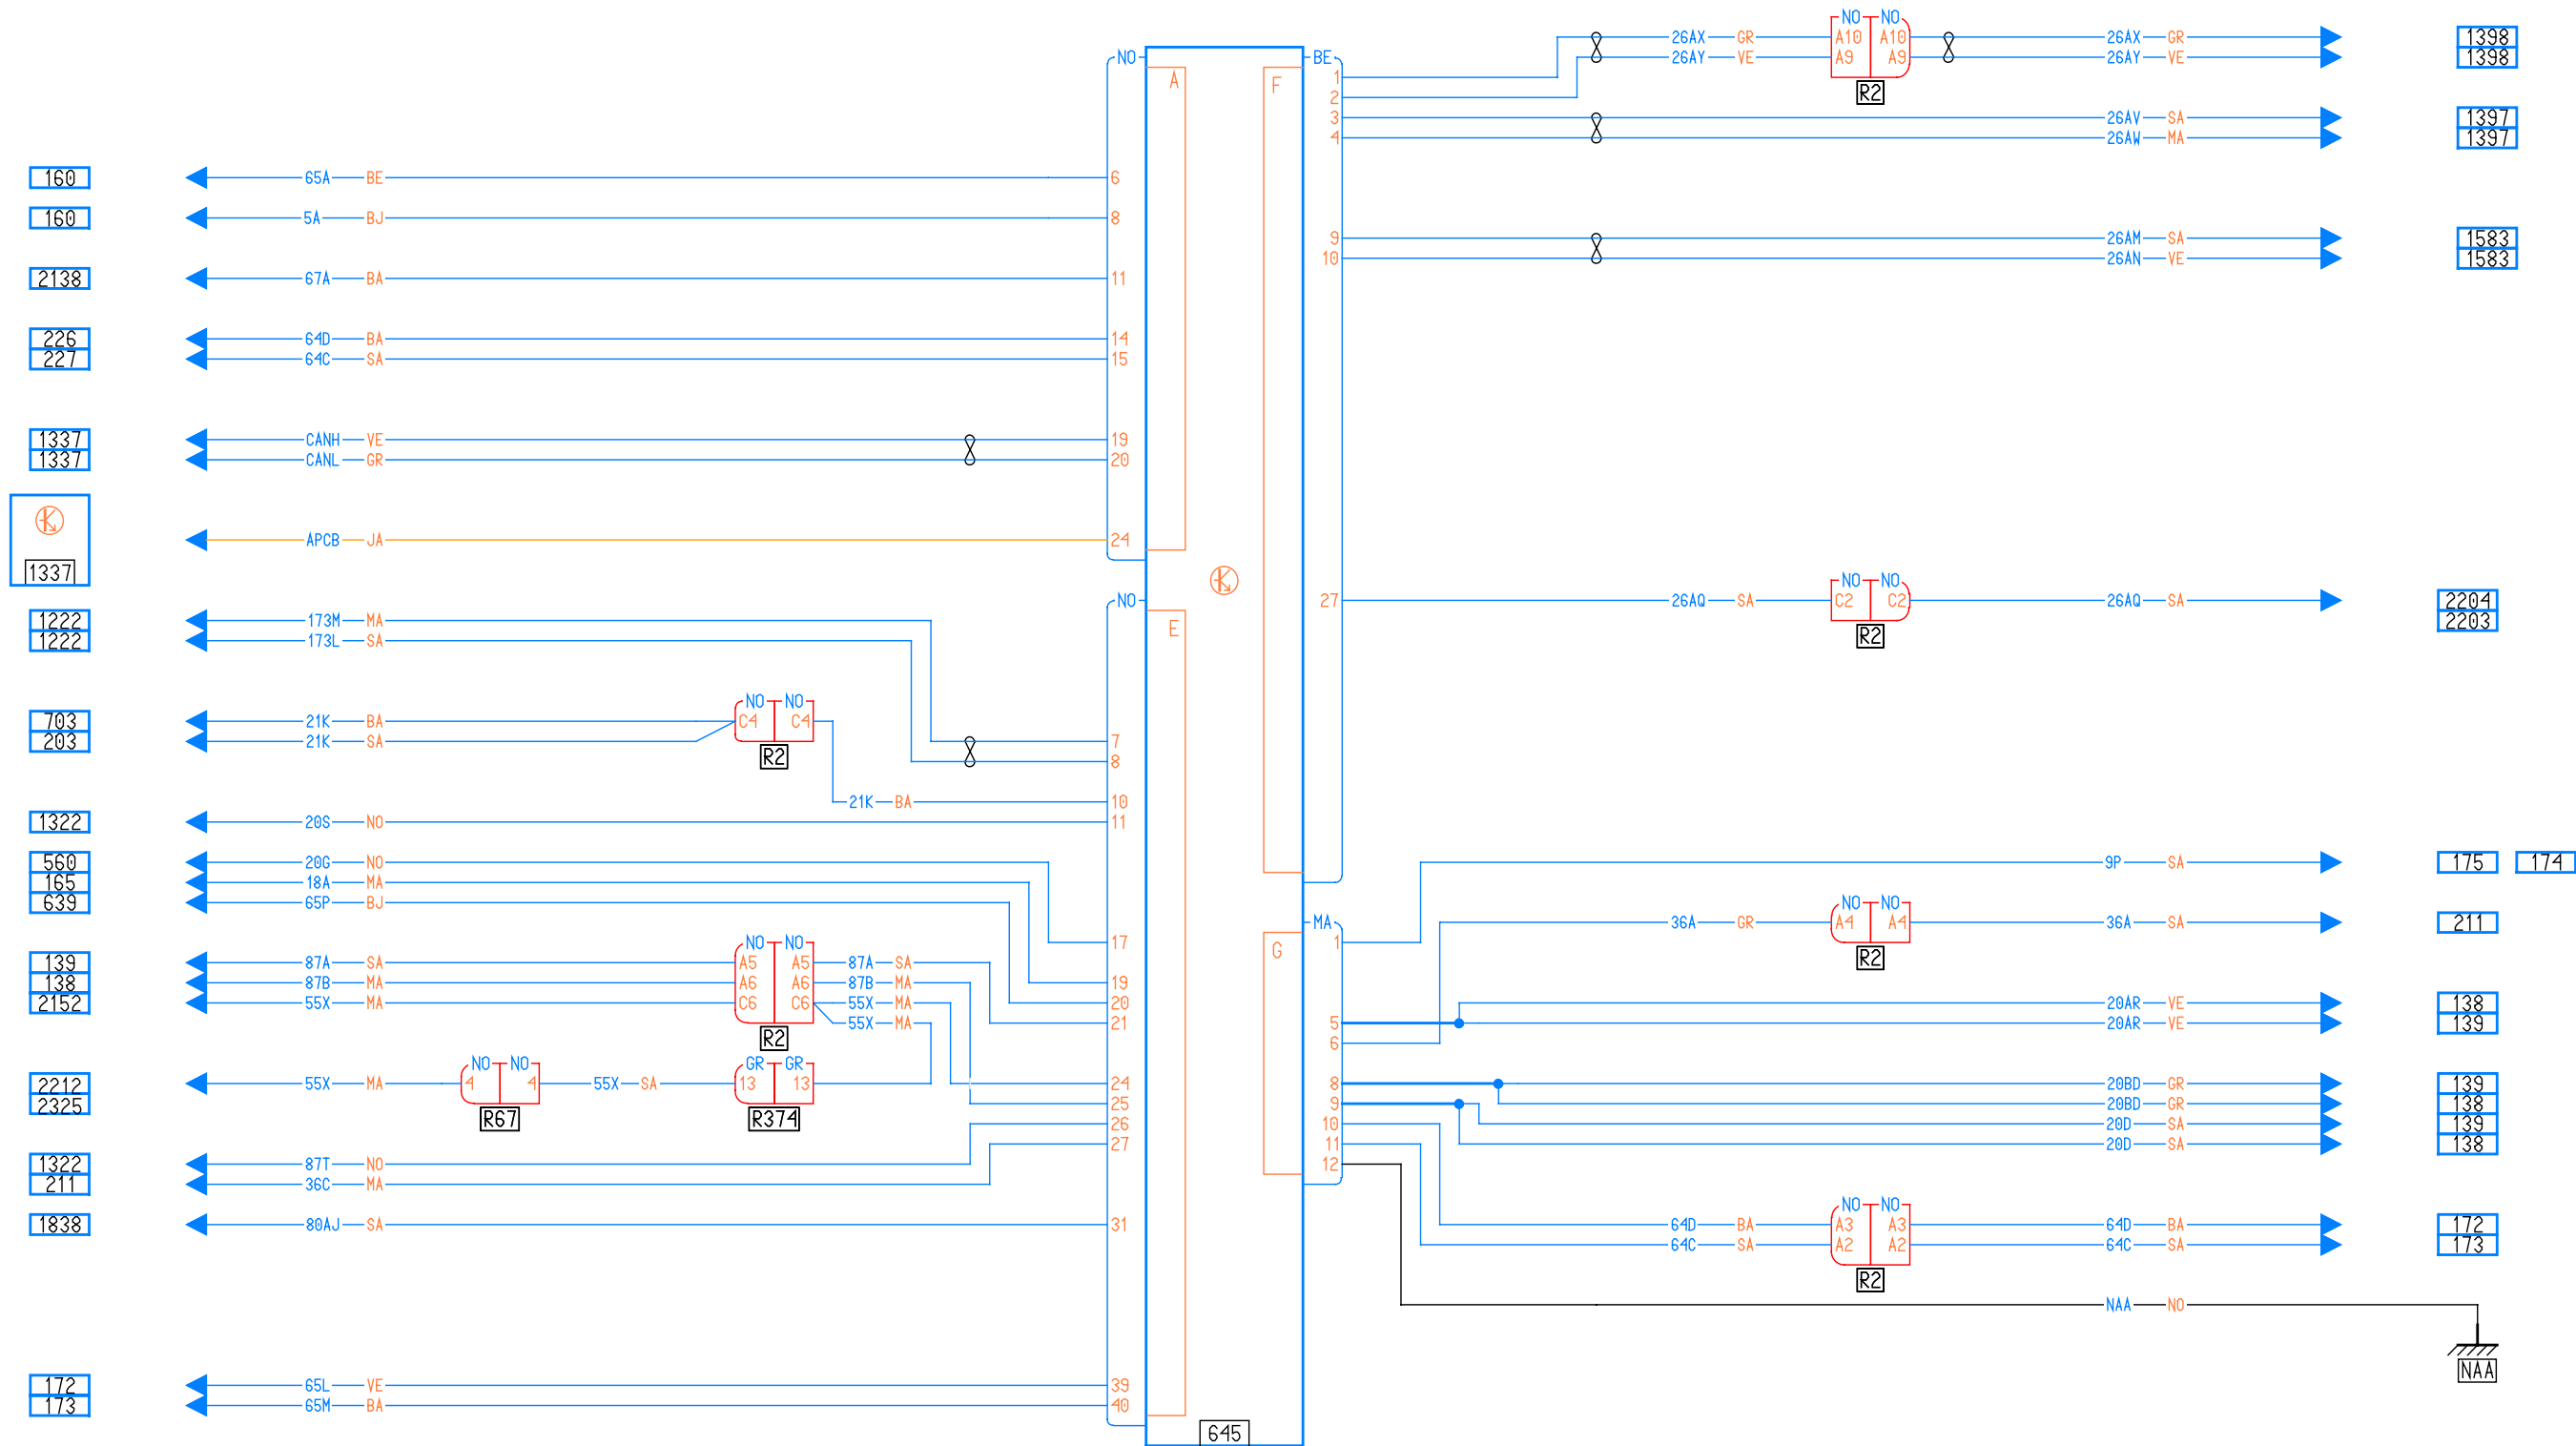 NO NO
26AX GR A10 A10 26AX GR 1398
26AY VE A9 A9 26AY VE 1398
NO BE
A F
1
2
R2
3 26AV SA 1397
4 26AW MA 1397
160 65A BE 6
160 5A BJ 8
9 26AM SA 1583
10 26AN VE 1583
2138 67A BA 11
226 64D BA 14
227 64C SA 15
1337 CANH VE 19
1337 CANL GR 20
APCB JA 24
1337
NO NO
NO 27 26AQ SA C2 C2 26AQ SA 2204
2203
1222 173M MA E
1222 173L SA
R2
NO NO
703 21K BA C4 C4
203 21K SA 7
R2 8
21K BA 10
1322 20S NO 11
560 20G NO 9P SA 175 174
165 18A MA
639 65P BJ NO NO
MA 36A GR A4 A4 36A SA 211
NO NO 17 G 1
R2
139 87A SA A5 A5 87A SA
138 87B MA A6 A6 87B MA 19
2152 55X MA C6 C6 55X MA 20 20AR VE 138
55X MA 21 5 20AR VE 139
R2 6
NO NO GR GR
2212 55X MA 4 4 55X SA 13 13 24 8 20BD GR 139
2325 25 9 20BD GR 138
R67 R374 26 10 20D SA 139
27 11 20D SA 138
1322 87T NO 12
211 36C MA
NO NO
1838 80AJ SA 31 64D BA A3 A3 64D BA 172
64C SA A2 A2 64C SA 173
R2
NAA NO
NAA
172 65L VE 39
173 65M BA 40
645